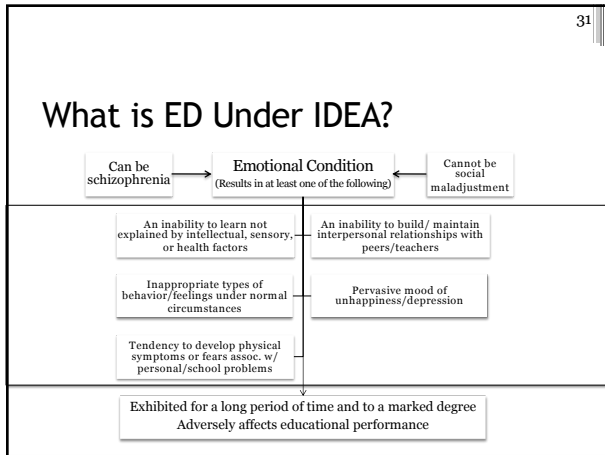 31
What is ED Under IDEA?
Can be
schizophrenia
Emotional Condition
(Results in at least one of the following)
Cannot be
social
maladjustment
An inability to learn not
explained by intellectual, sensory,
or health factors
An inability to build/ maintain
interpersonal relationships with
peers/teachers
Inappropriate types of
behavior/feelings under normal
circumstances
Pervasive mood of
unhappiness/depression
Tendency to develop physical
symptoms or fears assoc. w/
personal/school problems
Exhibited for a long period of time and to a marked degree
Adversely affects educational performance